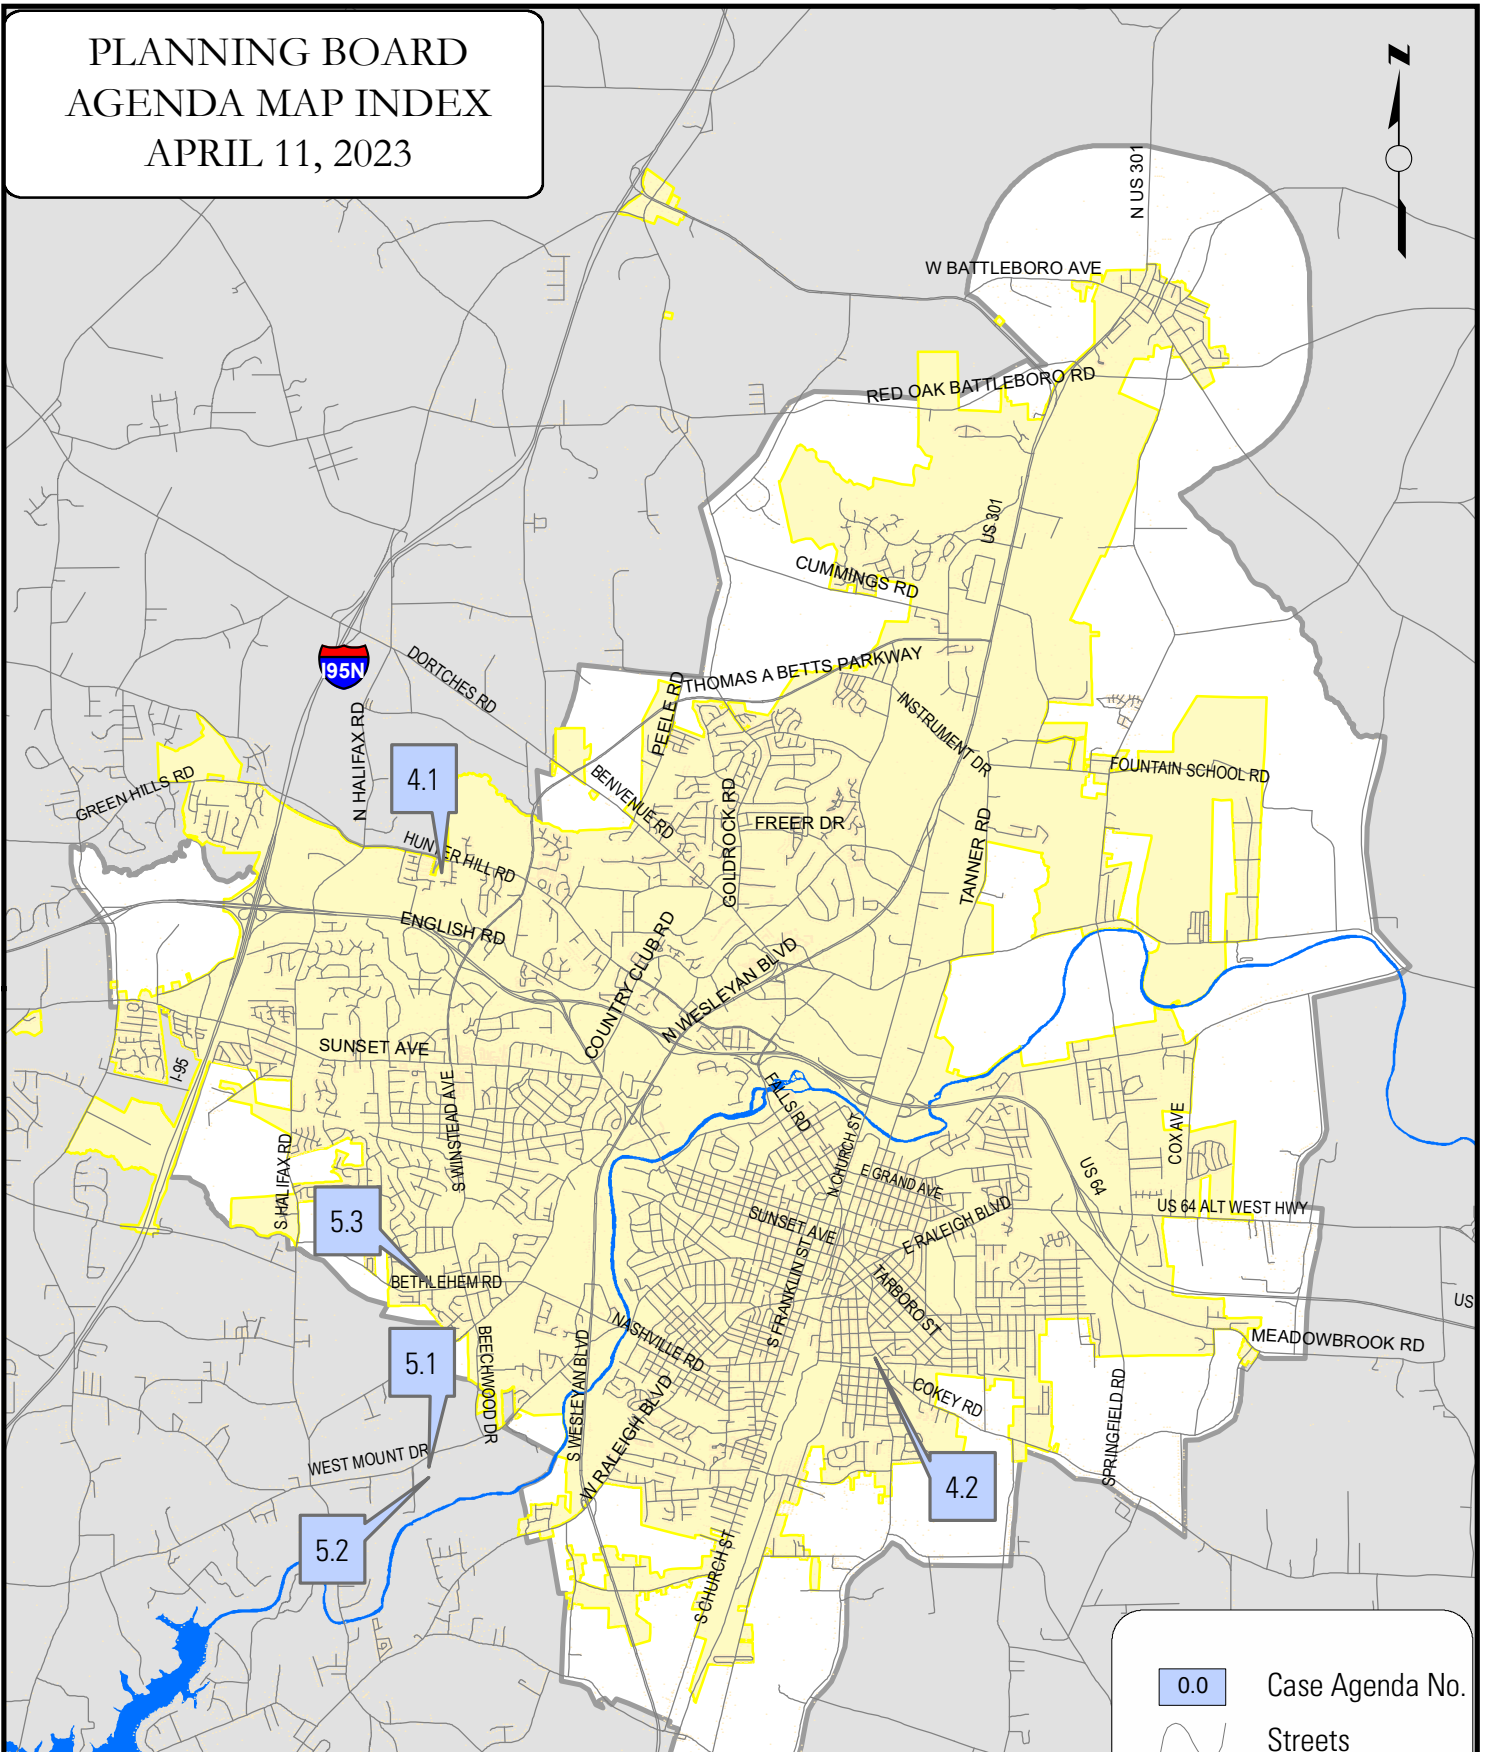 PLANNING BOARD
AGENDA MAP INDEX
APRIL 11, 2023
N
N US 301
W BATTLEBORO AVE
RED OAK BATTLEBORO RD
US 301
CUMMINGS RD
I95N
DORTCHES RD
THOMAS A BETTS PARKWAY
PEELE RD
N HALIFAX RD
INSTRUMENT DR
GREEN HILLS RD
4.1
BENVENUE RD
GOLDROCK RD
FREER DR
FOUNTAIN SCHOOL RD
TANNER RD
HUNTER HILL RD
ENGLISH RD
COUNTRY CLUB RD
N WESLEYAN BLVD
SUNSET AVE
I-95
S WINSTEAD AVE
FALLS RD
N CHURCH ST
COX AVE
S HALIFAX RD
E GRAND AVE
US 64
5.3
SUNSET AVE
E RALEIGH BLVD
US 64 ALT WEST HWY
BETHLEHEM RD
S FRANKLIN ST
TARBORO ST
US
NASHVILLE RD
MEADOWBROOK RD
5.1
BEECHWOOD DR
S WESLEYAN BLVD
W RALEIGH BLVD
COKEY RD
SPRINGFIELD RD
WEST MOUNT DR
4.2
5.2
S CHURCH ST
0.0
Case Agenda No.
Streets